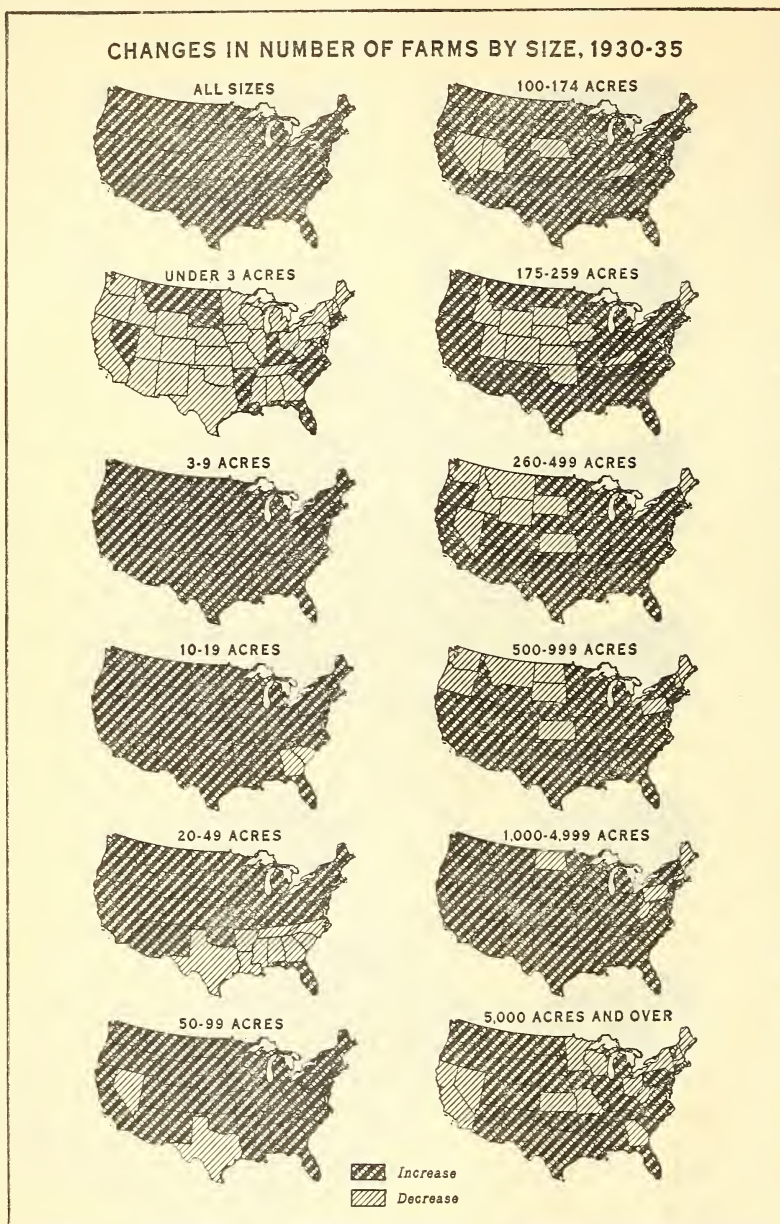 CHANGES IN NUMBER OF FARMS BY SIZE, 1930-35
ALL SIZES
100-174 ACRES
UNDER 3 ACRES
175-259 ACRES
3-9 ACRES
260-499 ACRES
10-19 ACRES
500-999 ACRES
20-49 ACRES
1,000-4,999 ACRES
50-99 ACRES
5,000 ACRES AND OVER
Increase
Decrease